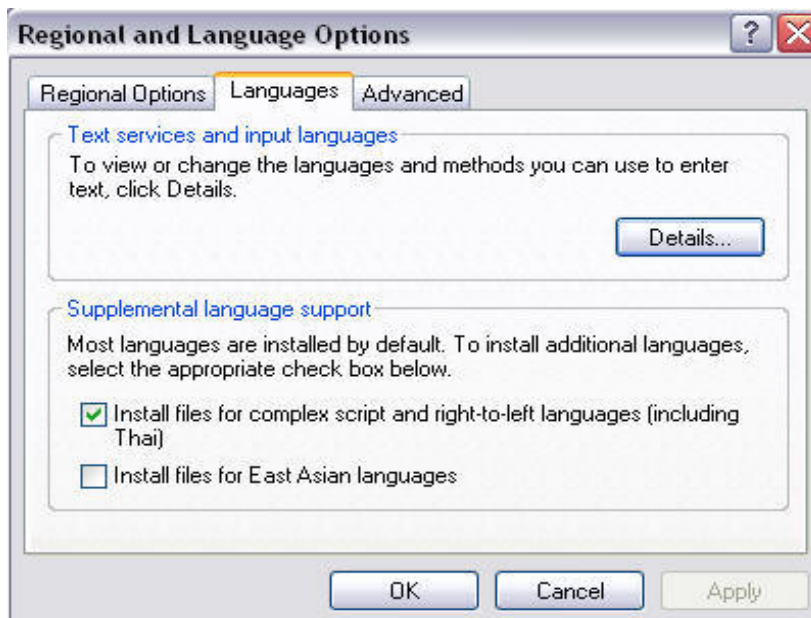 Regional and Language Options
?
Regional Options Languages Advanced
Text services and input languages
To view or change the languages and methods you can use to enter
text, click Details.
Details...
Supplemental language support
Most languages are installed by default. To install additional languages,
select the appropriate check box below.
Install files for complex script and right-to-left languages (including
Thai)
Install files for East Asian languages
OK Cancel Apply